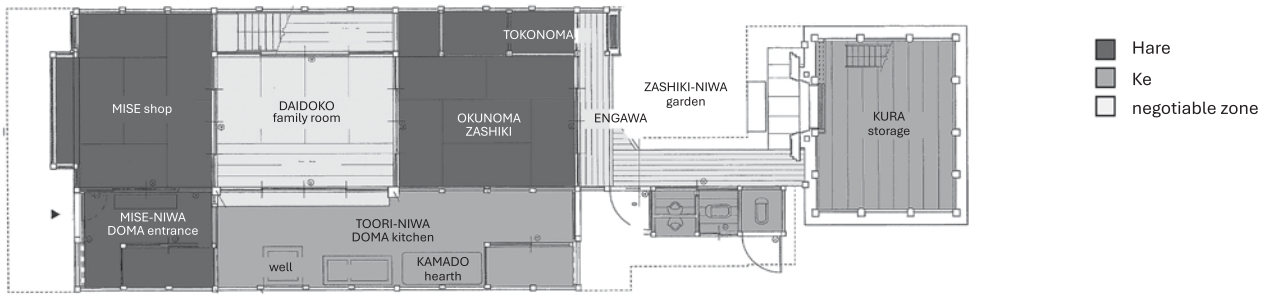 TOKONOMA
MISE shop
DAIDOKO
family room
OKUNOMA
ZASHIKI
ENGAWA
ZASHIKI-NIWA
garden
KURA
storage
MISE-NIWA
DOMA entrance
TOORI-NIWA
DOMA kitchen
well
KAMADO
hearth
Hare
Ke
negotiable zone